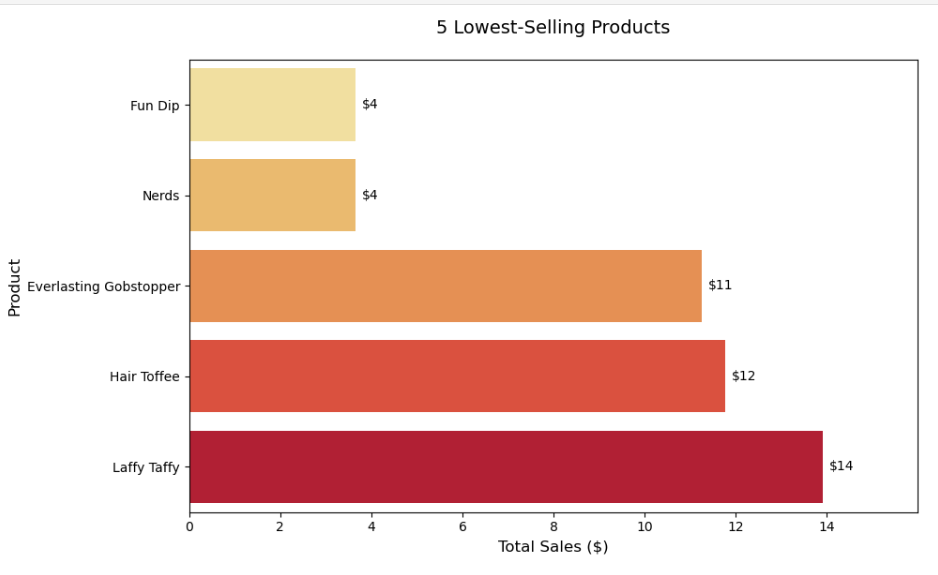 5 Lowest-Selling Products
Fun Dip
$4
Nerds
$4
Everlasting Gobstopper
$11
Hair Toffee
$12
Laffy Taffy
$14
Product
0 2 4 6 8 10 12 14
Total Sales ($)